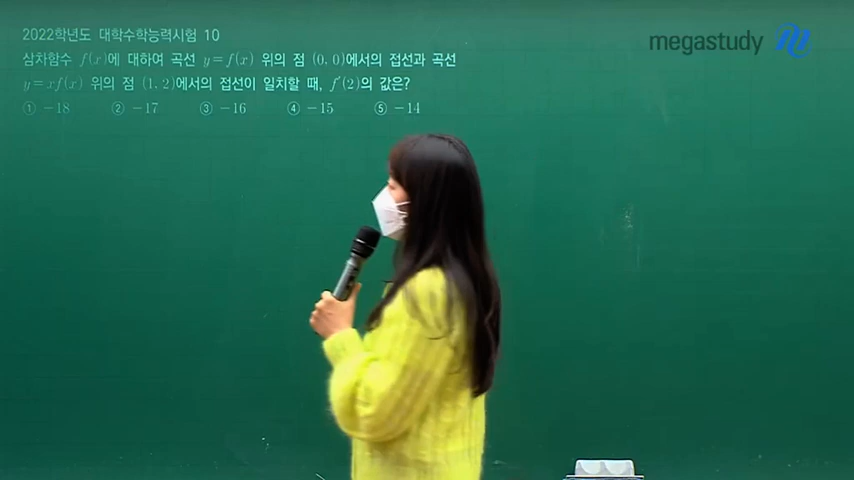 2022학년도 대학수학능력시험 10
삼차함수 f(x)에 대하여 곡선 y=f(x) 위의 점 (0, 0)에서의 접선과 곡선
y=xf(x) 위의 점 (1, 2)에서의 접선이 일치할 때, f′(2)의 값은?
① −18 ② −17 ③ −16 ④ −15 ⑤ −14
megastudy